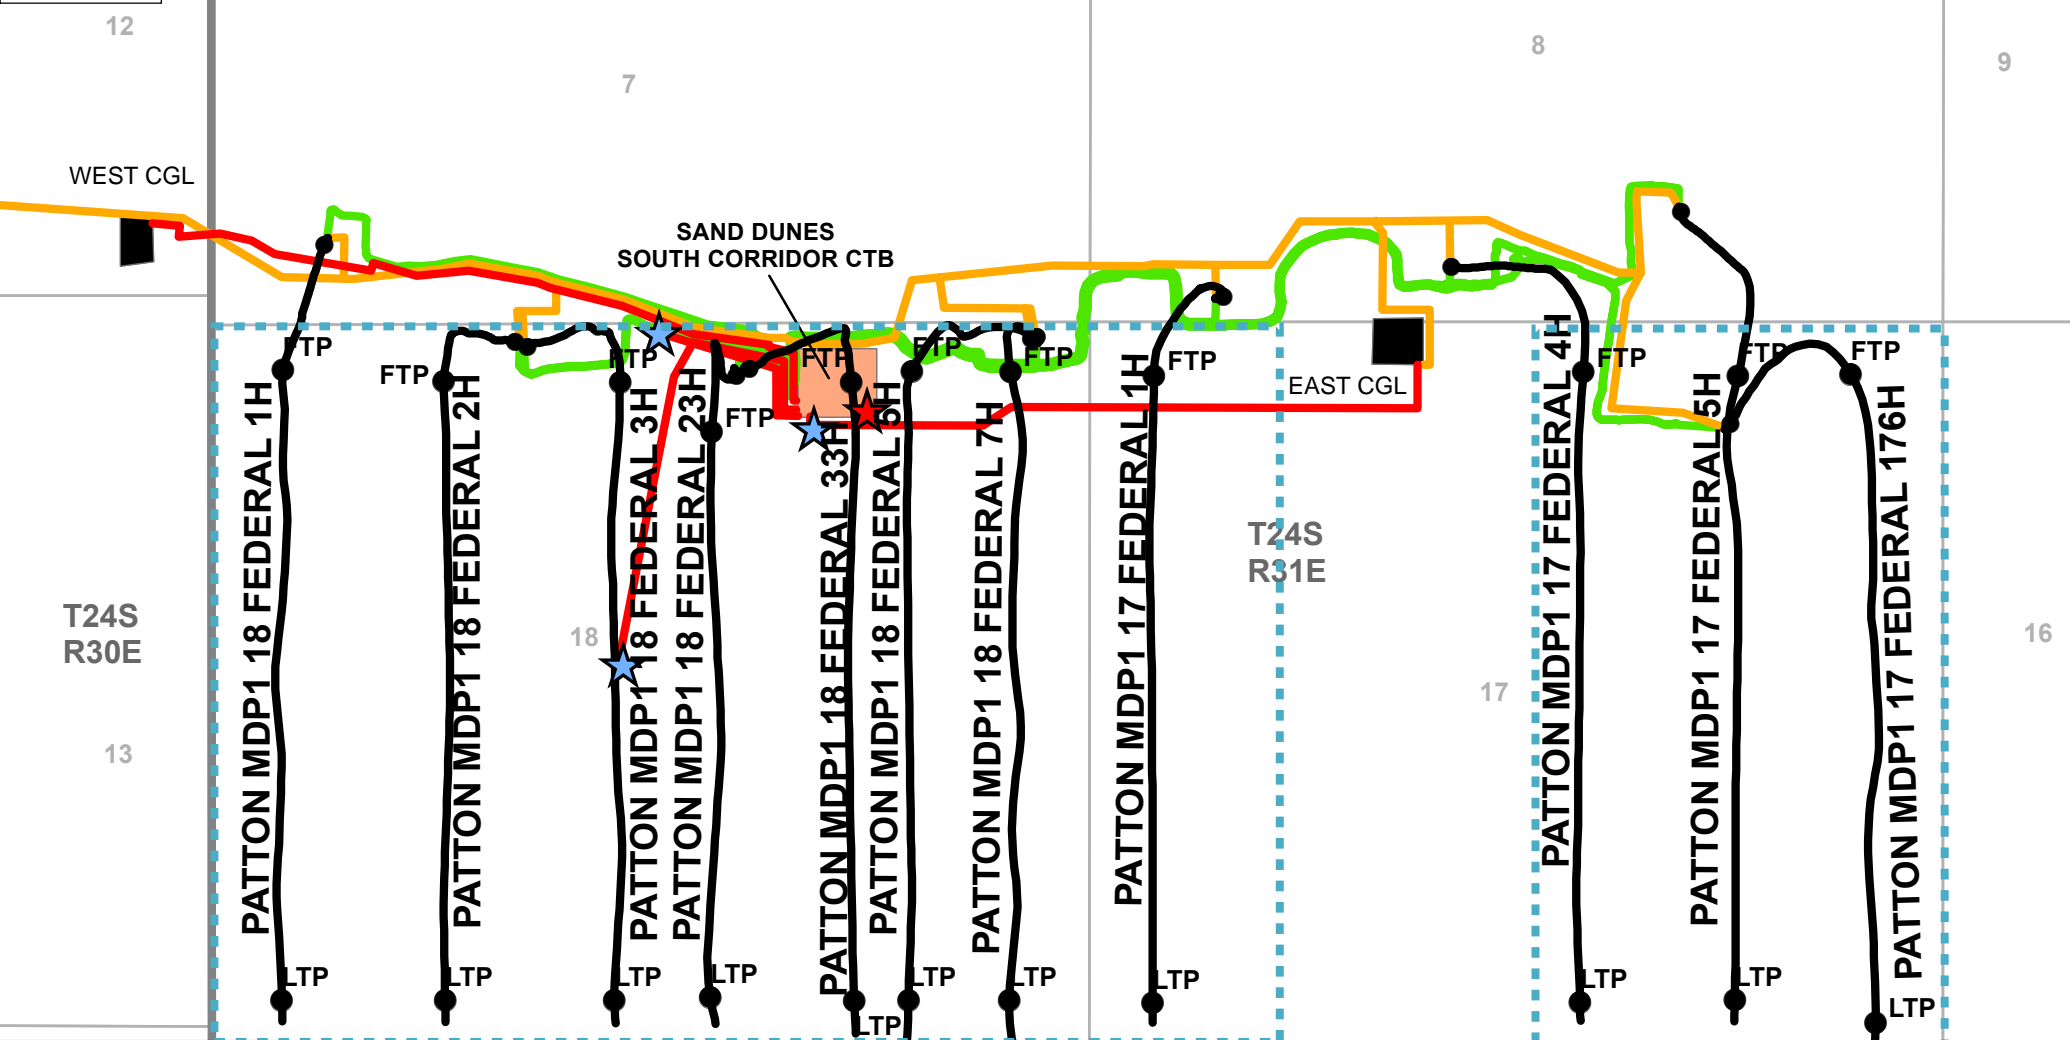 12
7
8
9
WEST CGL
SAND DUNES
SOUTH CORRIDOR CTB
FTP
FTP
FTP
FTP
FTP
FTP
FTP
FTP
FTP
FTP
FTP
EAST CGL
PATTON MDP1 18 FEDERAL 1H
PATTON MDP1 18 FEDERAL 2H
PATTON MDP1 18 FEDERAL 3H
PATTON MDP1 18 FEDERAL 23H
PATTON MDP1 18 FEDERAL 33H
PATTON MDP1 18 FEDERAL 6H
PATTON MDP1 18 FEDERAL 7H
PATTON MDP1 17 FEDERAL 1H
PATTON MDP1 17 FEDERAL 4H
PATTON MDP1 17 FEDERAL 5H
PATTON MDP1 17 FEDERAL 176H
T24S
R31E
T24S
R30E
18
16
17
13
LTP
LTP
LTP
LTP
LTP
LTP
LTP
LTP
LTP
LTP
LTP